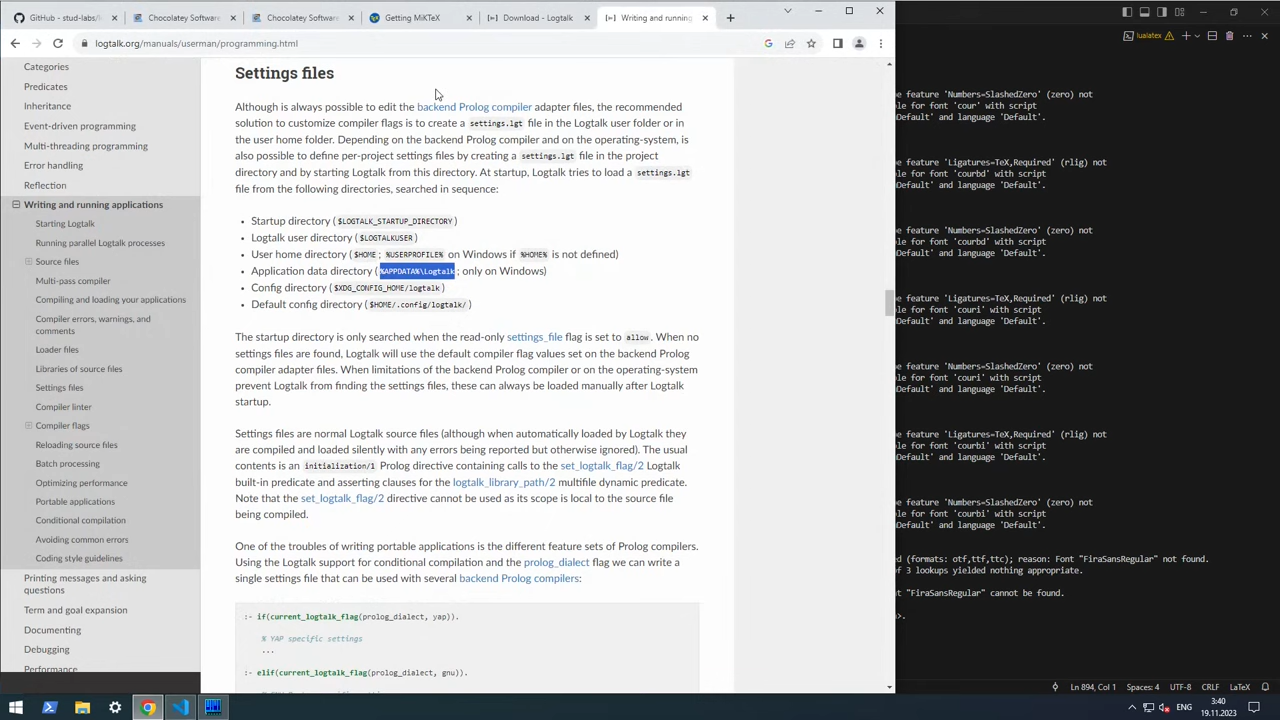 GitHub - stud-labs/l
Chocolatey Software
Chocolatey Software
Getting MiKTeX
Download - Logtalk
Writing and running
logtalk.org/manuals/userman/programming.html
lualatex
Categories
Predicates
Inheritance
Event-driven programming
Multi-threading programming
Error handling
Reflection
Writing and running applications
Starting Logtalk
Running parallel Logtalk processes
Source files
Multi-pass compiler
Compiling and loading your applications
Compiler errors, warnings, and
comments
Loader files
Libraries of source files
Settings files
Compiler linter
Compiler flags
Reloading source files
Batch processing
Optimizing performance
Portable applications
Conditional compilation
Avoiding common errors
Coding style guidelines
Printing messages and asking
questions
Term and goal expansion
Documenting
Debugging
Performance
Settings files
Although is always possible to edit the backend Prolog compiler adapter files, the recommended
solution to customize compiler flags is to create a settings.lgt file in the Logtalk user folder or in
the user home folder. Depending on the backend Prolog compiler and on the operating-system, is
also possible to define per-project settings files by creating a settings.lgt file in the project
directory and by starting Logtalk from this directory. At startup, Logtalk tries to load a settings.lgt
file from the following directories, searched in sequence:
• Startup directory ( $LOGTALK_STARTUP_DIRECTORY )
• Logtalk user directory ( $LOGTALKUSER )
• User home directory ( $HOME ; %USERPROFILE% on Windows if %HOME% is not defined)
• Application data directory ( %APPDATA%\Logtalk ; only on Windows)
• Config directory ( $XDG_CONFIG_HOME/logtalk )
• Default config directory ( $HOME/.config/logtalk/ )
The startup directory is only searched when the read-only settings_file flag is set to allow. When no
settings files are found, Logtalk will use the default compiler flag values set on the backend Prolog
compiler adapter files. When limitations of the backend Prolog compiler or on the operating-system
prevent Logtalk from finding the settings files, these can always be loaded manually after Logtalk
startup.
Settings files are normal Logtalk source files (although when automatically loaded by Logtalk they
are compiled and loaded silently with any errors being reported but otherwise ignored). The usual
contents is an initialization/1 Prolog directive containing calls to the set_logtalk_flag/2 Logtalk
built-in predicate and asserting clauses for the logtalk_library_path/2 multifile dynamic predicate.
Note that the set_logtalk_flag/2 directive cannot be used as its scope is local to the source file
being compiled.
One of the troubles of writing portable applications is the different feature sets of Prolog compilers.
Using the Logtalk support for conditional compilation and the prolog_dialect flag we can write a
single settings file that can be used with several backend Prolog compilers:
:- if(current_logtalk_flag(prolog_dialect, yap)).
% YAP specific settings
...
:- elif(current_logtalk_flag(prolog_dialect, gnu)).
be feature 'Numbers=SlashedZero' (zero) not
ble for font 'cour' with script
Default' and language 'Default'.
be feature 'Ligatures=TeX,Required' (rlig) not
ble for font 'courbd' with script
Default' and language 'Default'.
be feature 'Numbers=SlashedZero' (zero) not
ble for font 'courbd' with script
Default' and language 'Default'.
be feature 'Ligatures=TeX,Required' (rlig) not
ble for font 'couri' with script
Default' and language 'Default'.
be feature 'Numbers=SlashedZero' (zero) not
ble for font 'couri' with script
Default' and language 'Default'.
be feature 'Ligatures=TeX,Required' (rlig) not
ble for font 'courbi' with script
Default' and language 'Default'.
be feature 'Numbers=SlashedZero' (zero) not
ble for font 'courbi' with script
Default' and language 'Default'.
ed (formats: otf,ttf,ttc); reason: Font "FiraSansRegular" not found.
of 3 lookups yielded nothing appropriate.
t "FiraSansRegular" cannot be found.
>.
Ln 894, Col 1 Spaces: 4 UTF-8 CRLF LaTeX
ENG
3:40
19.11.2023